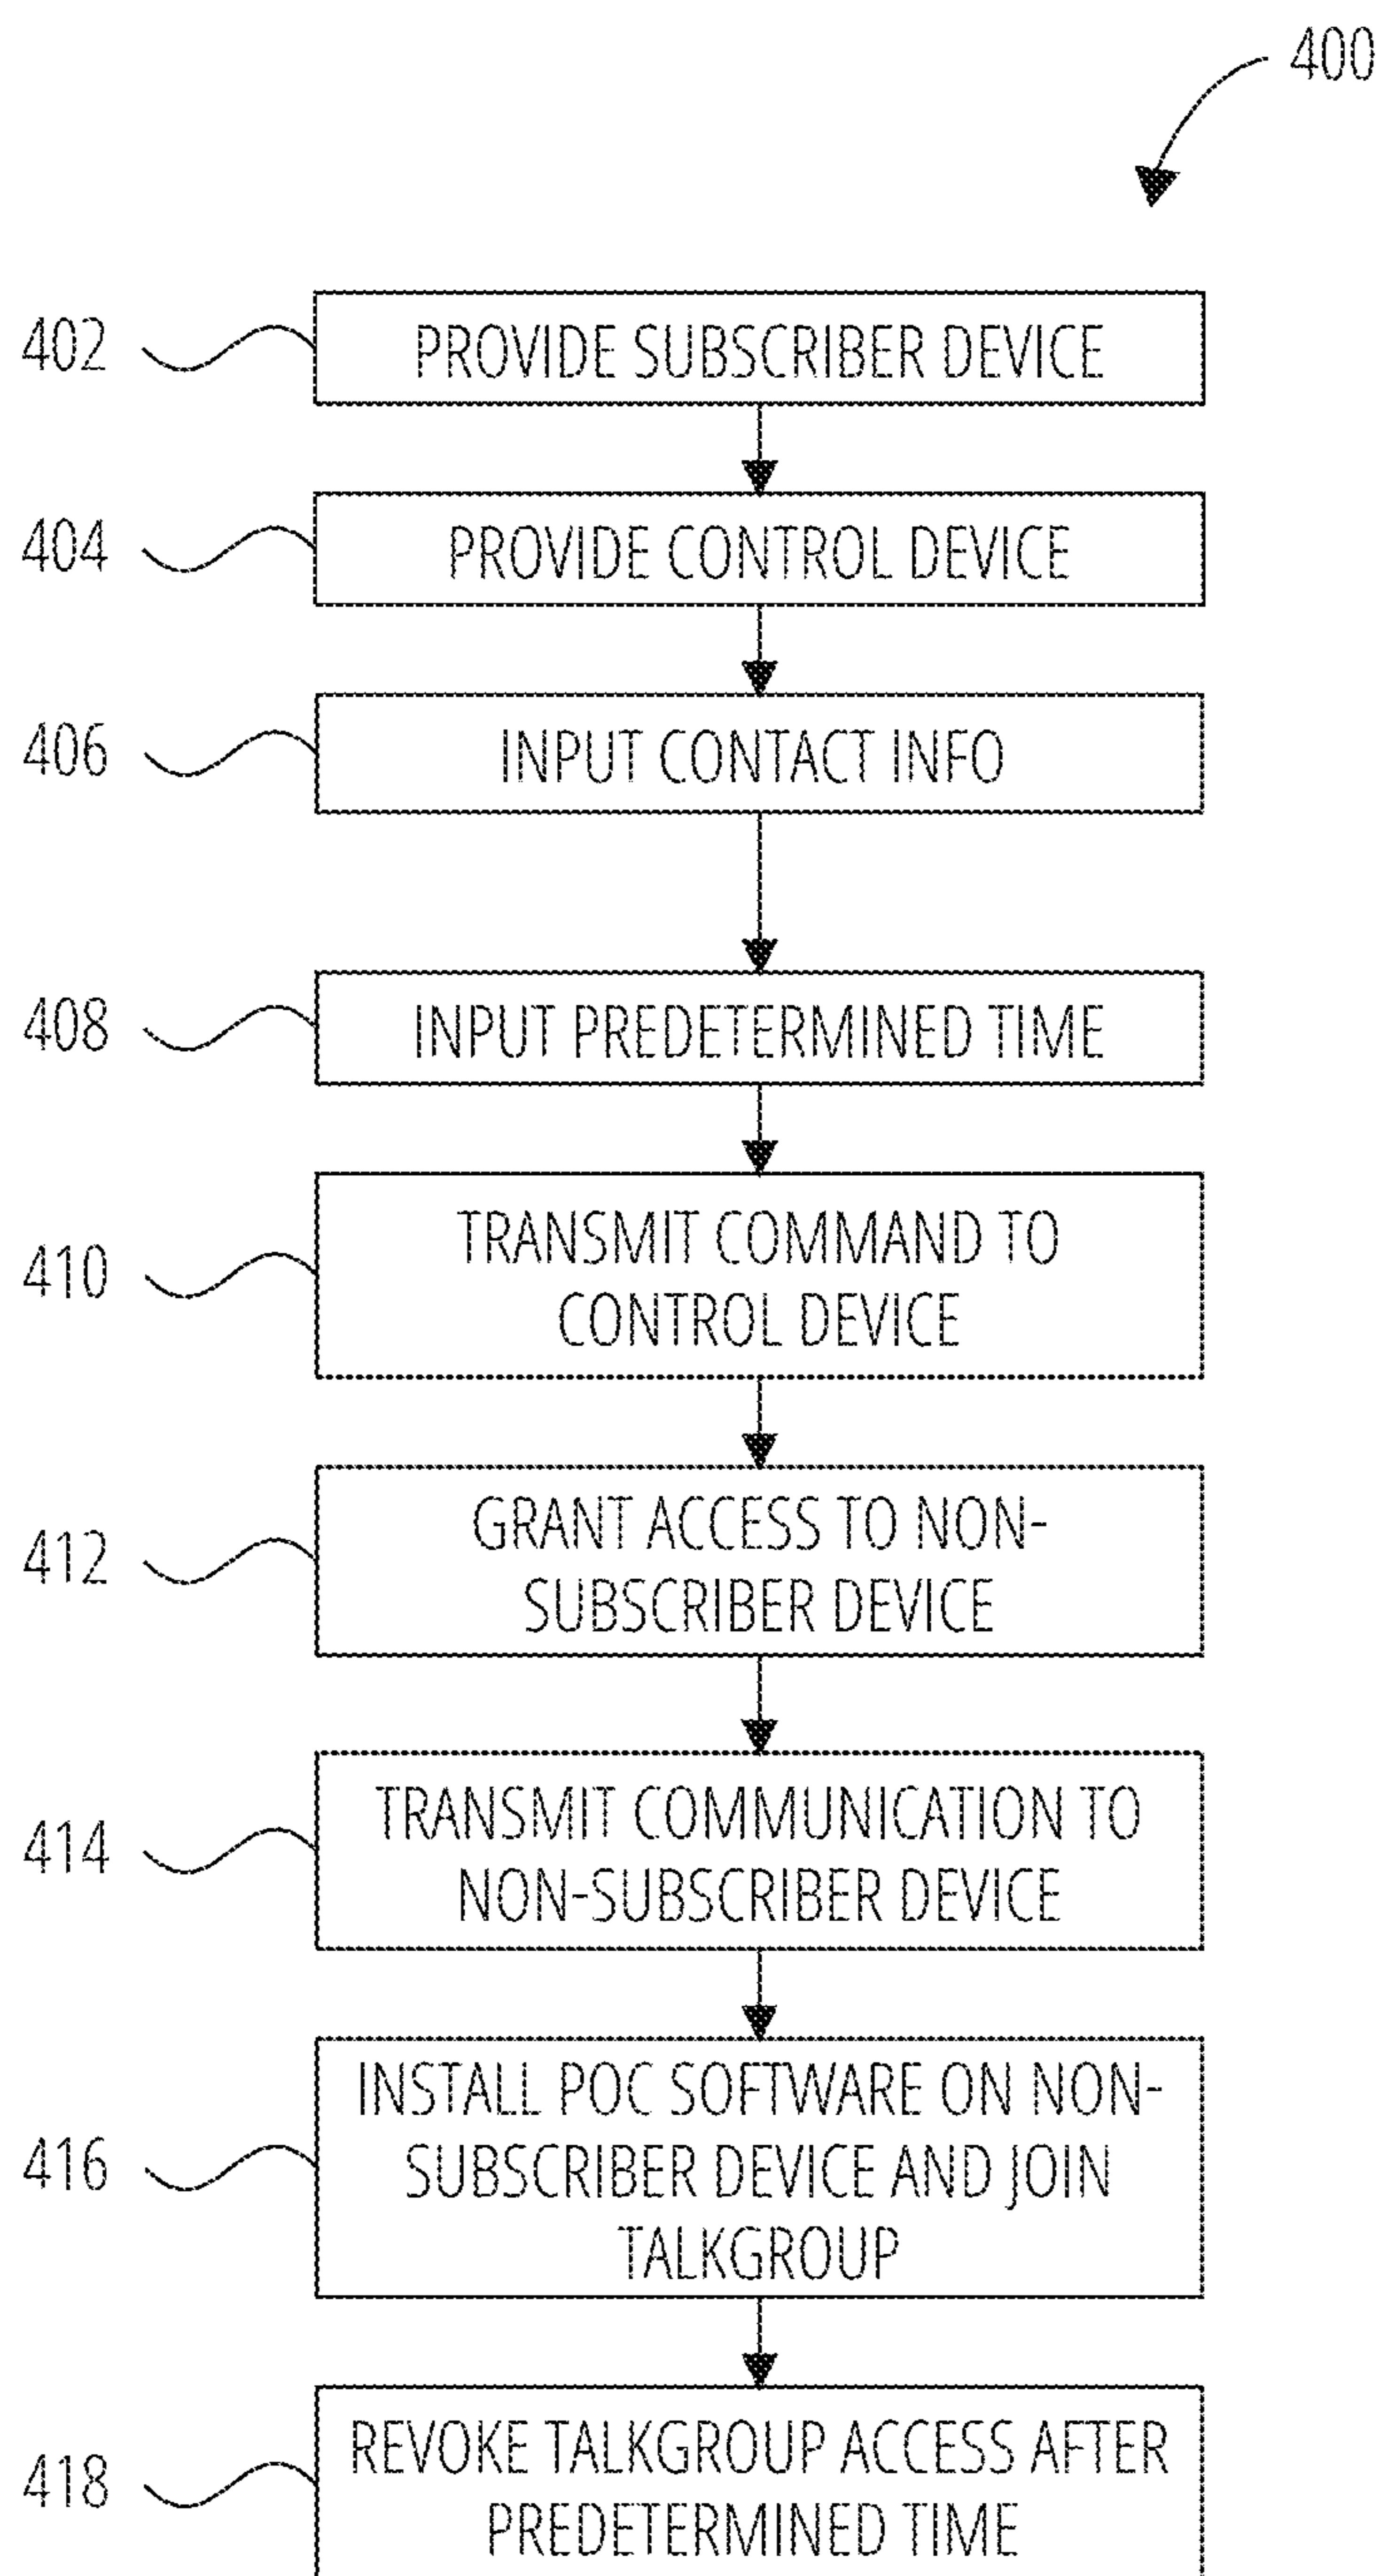 400
402
PROVIDE SUBSCRIBER DEVICE
404
PROVIDE CONTROL DEVICE
406
INPUT CONTACT INFO
408
INPUT PREDETERMINED TIME
410
TRANSMIT COMMAND TO
CONTROL DEVICE
412
GRANT ACCESS TO NON-
SUBSCRIBER DEVICE
414
TRANSMIT COMMUNICATION TO
NON-SUBSCRIBER DEVICE
416
INSTALL POC SOFTWARE ON NON-
SUBSCRIBER DEVICE AND JOIN
TALKGROUP
418
REVOKE TALKGROUP ACCESS AFTER
PREDETERMINED TIME